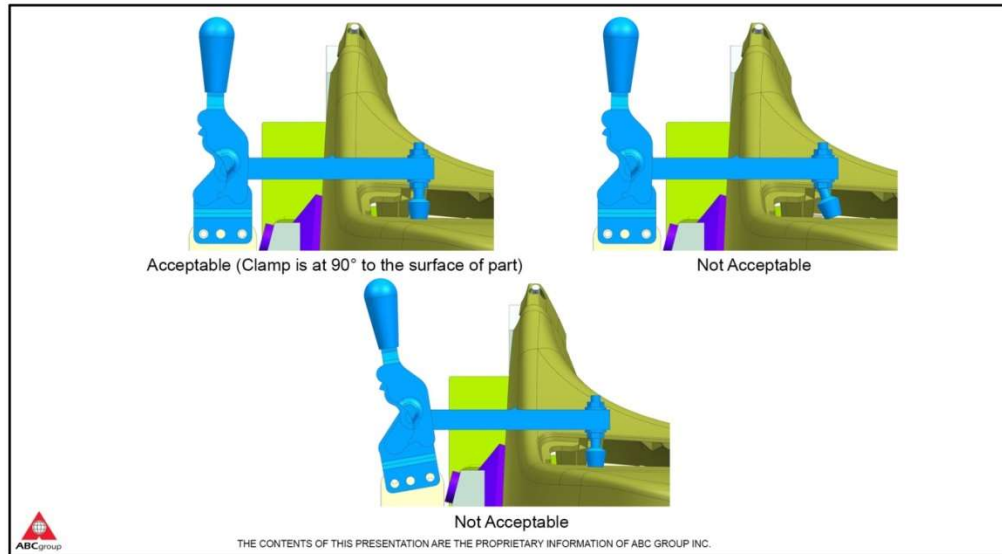 Acceptable (Clamp is at 90° to the surface of part)
Not Acceptable
Not Acceptable
ABCgroup
THE CONTENTS OF THIS PRESENTATION ARE THE PROPRIETARY INFORMATION OF ABC GROUP INC.